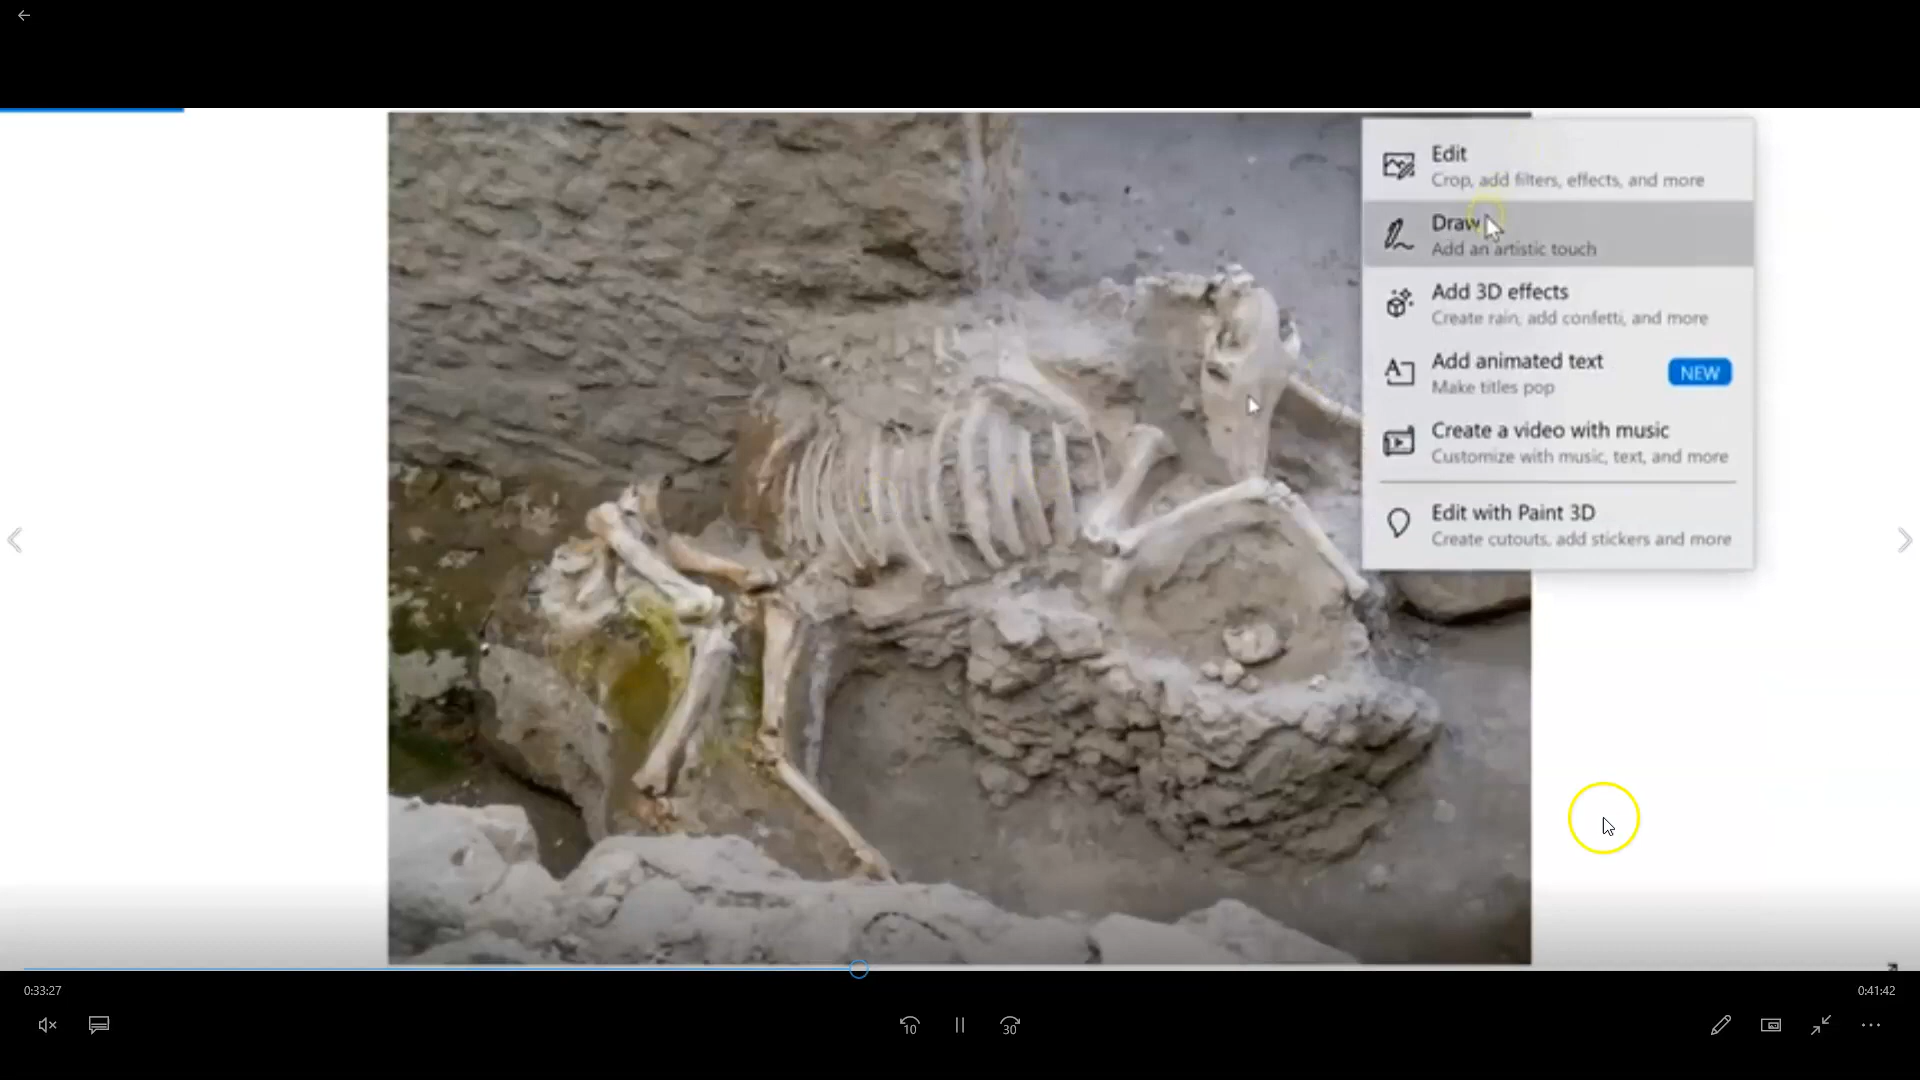 Edit
Crop, add filters, effects, and more
Draw
Add an artistic touch
Add 3D effects
Create rain, add confetti, and more
Add animated text
NEW
Make titles pop
Create a video with music
Customize with music, text, and more
Edit with Paint 3D
Create cutouts, add stickers and more
0:33:27
0:41:42
10
30